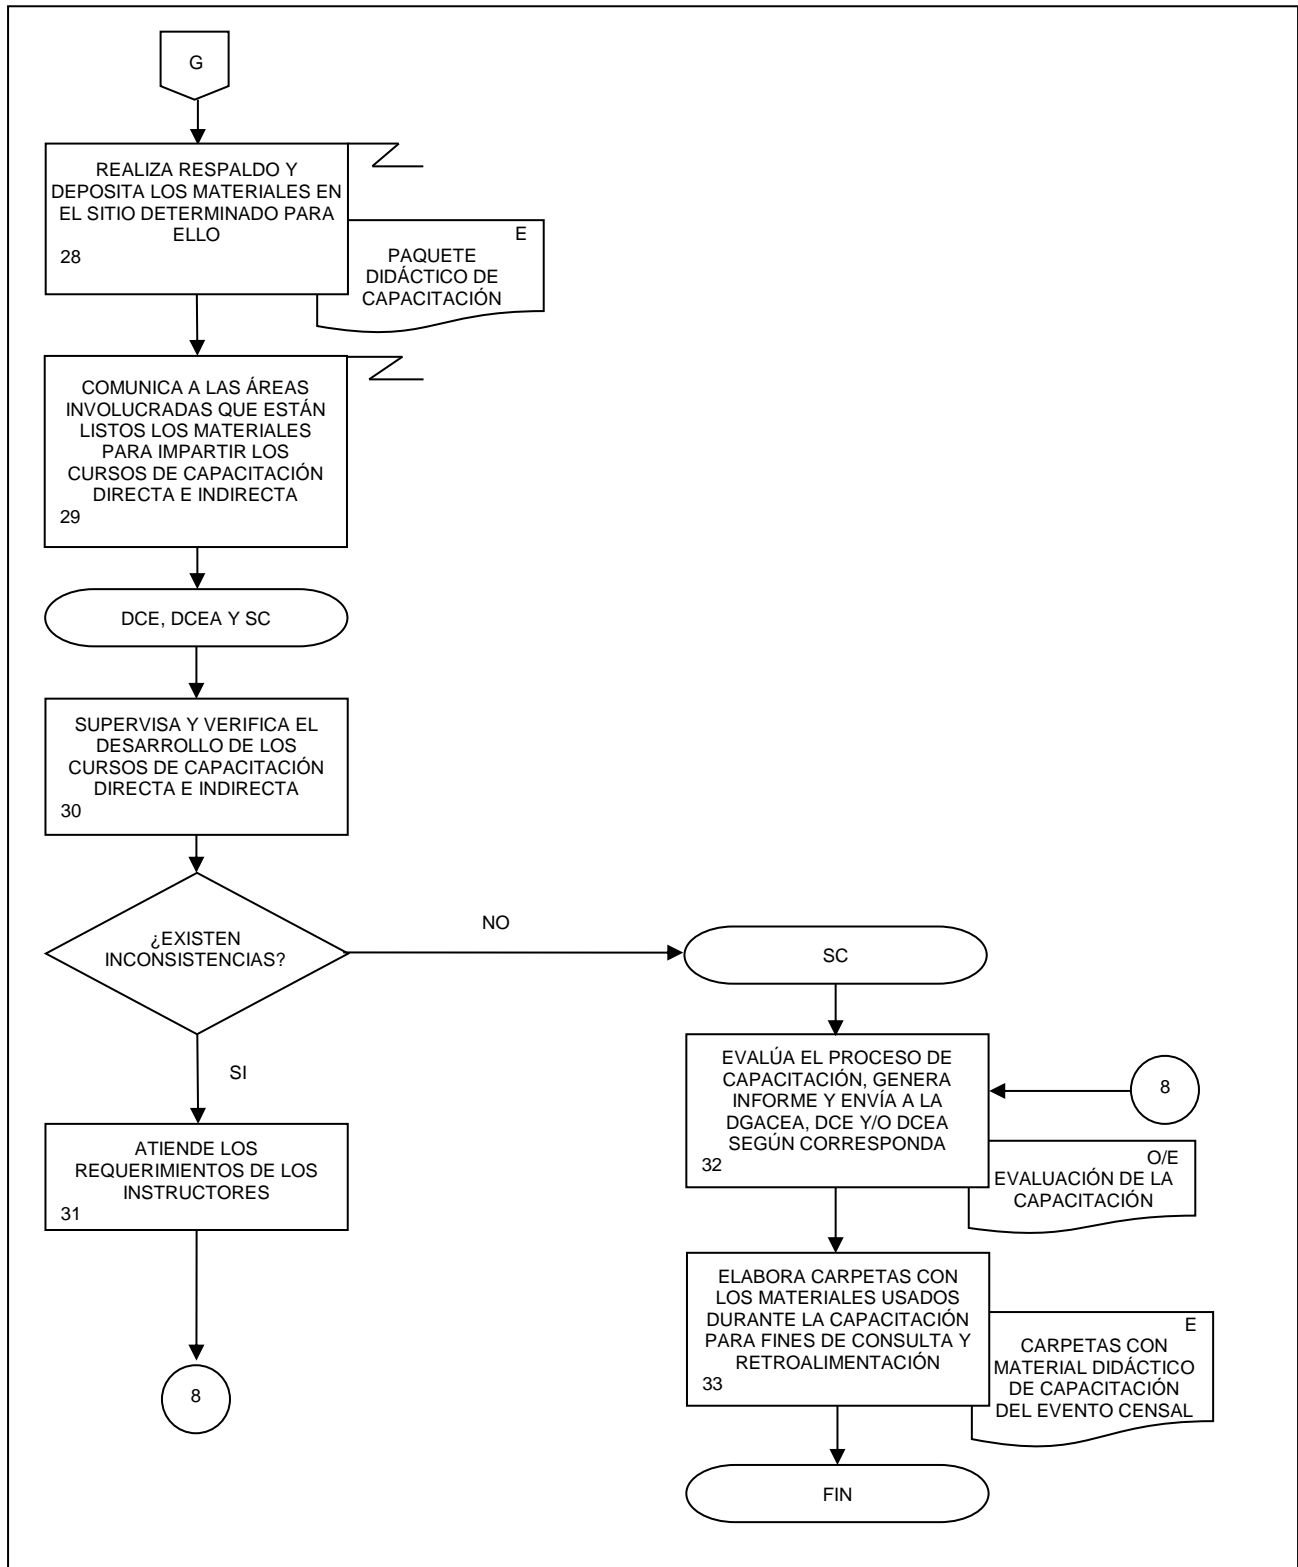 G
REALIZA RESPALDO Y
DEPOSITA LOS MATERIALES EN
EL SITIO DETERMINADO PARA
ELLO
28
E
PAQUETE
DIDÁCTICO DE
CAPACITACIÓN
COMUNICA A LAS ÁREAS
INVOLUCRADAS QUE ESTÁN
LISTOS LOS MATERIALES
PARA IMPARTIR LOS
CURSOS DE CAPACITACIÓN
DIRECTA E INDIRECTA
29
DCE, DCEA Y SC
SUPERVISA Y VERIFICA EL
DESARROLLO DE LOS
CURSOS DE CAPACITACIÓN
DIRECTA E INDIRECTA
30
¿EXISTEN
INCONSISTENCIAS?
NO
SI
ATIENDE LOS
REQUERIMIENTOS DE LOS
INSTRUCTORES
31
8
SC
EVALÚA EL PROCESO DE
CAPACITACIÓN, GENERA
INFORME Y ENVÍA A LA
DGACEA, DCE Y/O DCEA
SEGÚN CORRESPONDA
32
8
O/E
EVALUACIÓN DE LA
CAPACITACIÓN
ELABORA CARPETAS CON
LOS MATERIALES USADOS
DURANTE LA CAPACITACIÓN
PARA FINES DE CONSULTA Y
RETROALIMENTACIÓN
33
E
CARPETAS CON
MATERIAL DIDÁCTICO
DE CAPACITACIÓN
DEL EVENTO CENSAL
FIN